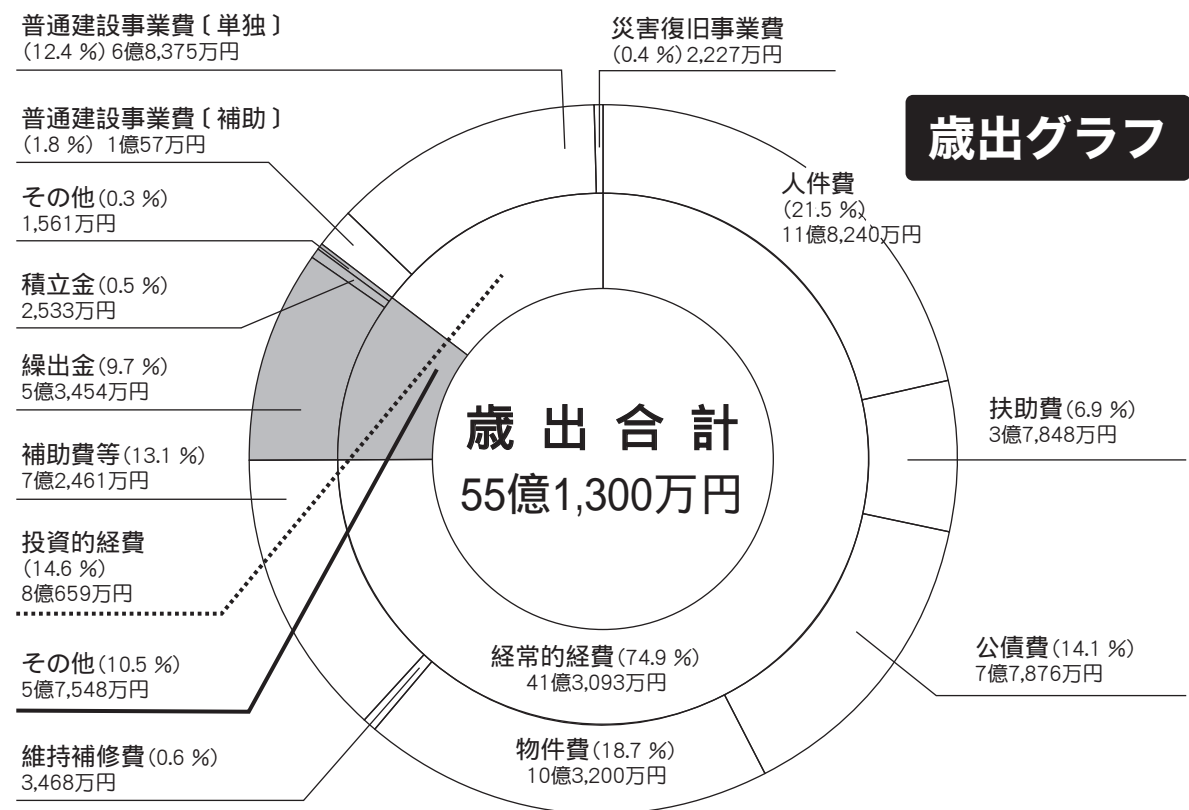 普通建設事業費〔単独〕
(12.4 %) 6億8,375万円
災害復旧事業費
(0.4 %) 2,227万円
歳出グラフ
普通建設事業費〔補助〕
(1.8 %) 1億57万円
その他(0.3 %)
1,561万円
積立金(0.5 %)
2,533万円
繰出金(9.7 %)
5億3,454万円
補助費等(13.1 %)
7億2,461万円
投資的経費
(14.6 %)
8億659万円
その他(10.5 %)
5億7,548万円
維持補修費(0.6 %)
3,468万円
人件費
(21.5 %)
11億8,240万円
扶助費(6.9 %)
3億7,848万円
公債費(14.1 %)
7億7,876万円
物件費(18.7 %)
10億3,200万円
経常的経費(74.9 %)
41億3,093万円
歳出合計
55億1,300万円